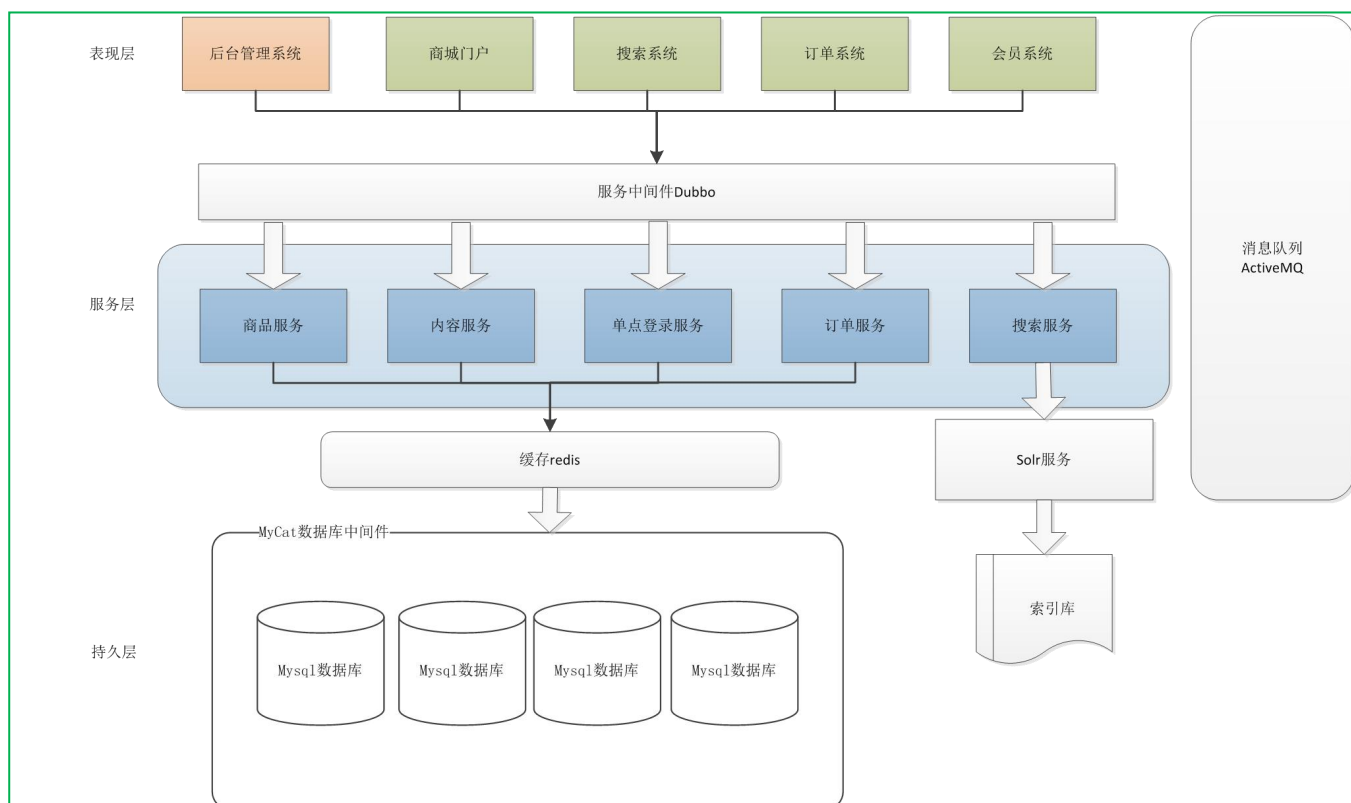 表现层
后台管理系统
商城门户
搜索系统
订单系统
会员系统
服务中间件Dubbo
消息队列
ActiveMQ
服务层
商品服务
内容服务
单点登录服务
订单服务
搜索服务
缓存redis
Solr服务
MyCat数据库中间件
索引库
持久层
Mysql数据库
Mysql数据库
Mysql数据库
Mysql数据库